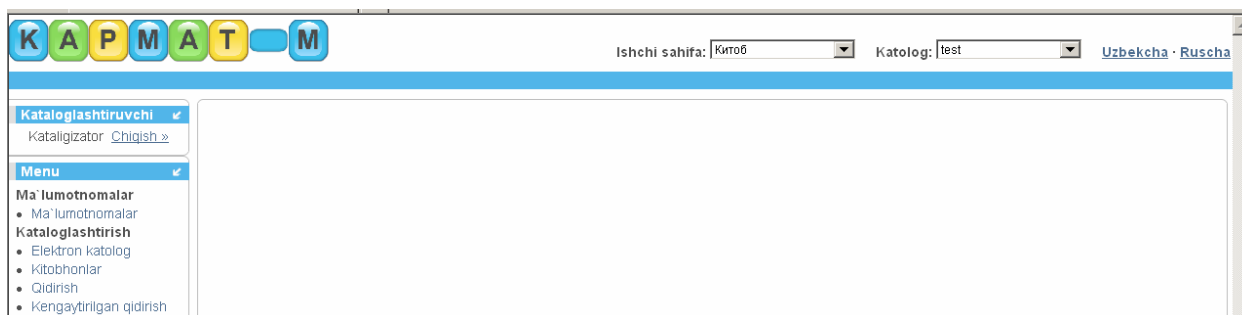 КАРМАТ-М
Ishchi sahifa: Китоб Katolog: test Uzbekcha · Ruscha
Kataloglashtiruvchi
Kataligizator Chiqish »
Menu
Ma`lumotnomalar
• Ma`lumotnomalar
Kataloglashtirish
• Elektron katolog
• Kitobhonlar
• Qidirish
• Kengaytirilgan qidirish